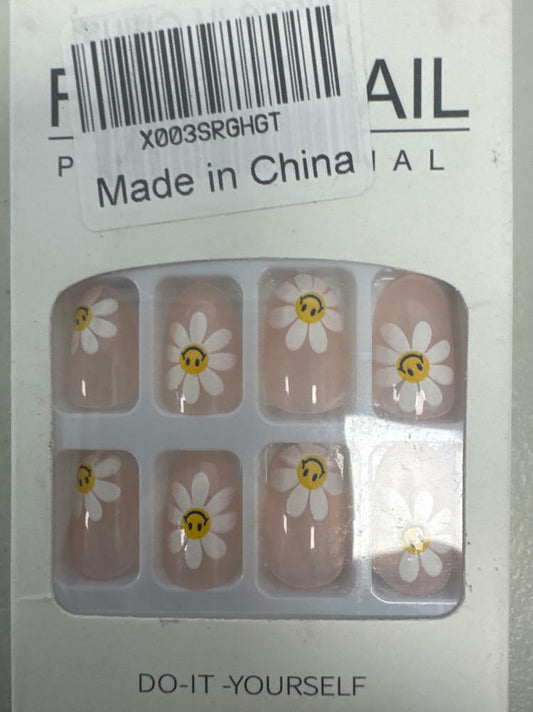 X003SRGHGT
Made in China
DO-IT -YOURSELF